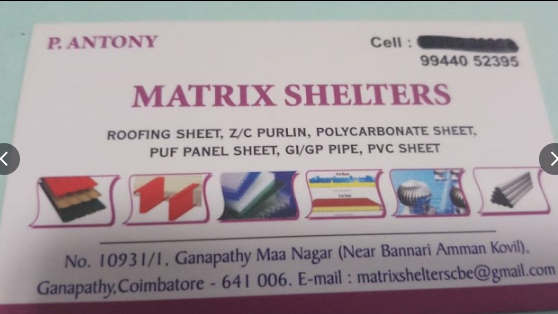 P. ANTONY
Cell :
99440 52395
MATRIX SHELTERS
ROOFING SHEET, Z/C PURLIN, POLYCARBONATE SHEET,
PUF PANEL SHEET, GI/GP PIPE, PVC SHEET
No. 10931/1, Ganapathy Maa Nagar (Near Bannari Amman Kovil),
Ganapathy,Coimbatore - 641 006. E-mail : matrixshelterscbe@gmail.com